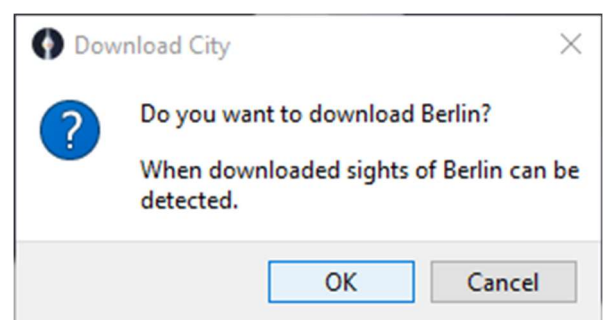 Download City
Do you want to download Berlin?
When downloaded sights of Berlin can be
detected.
OK
Cancel